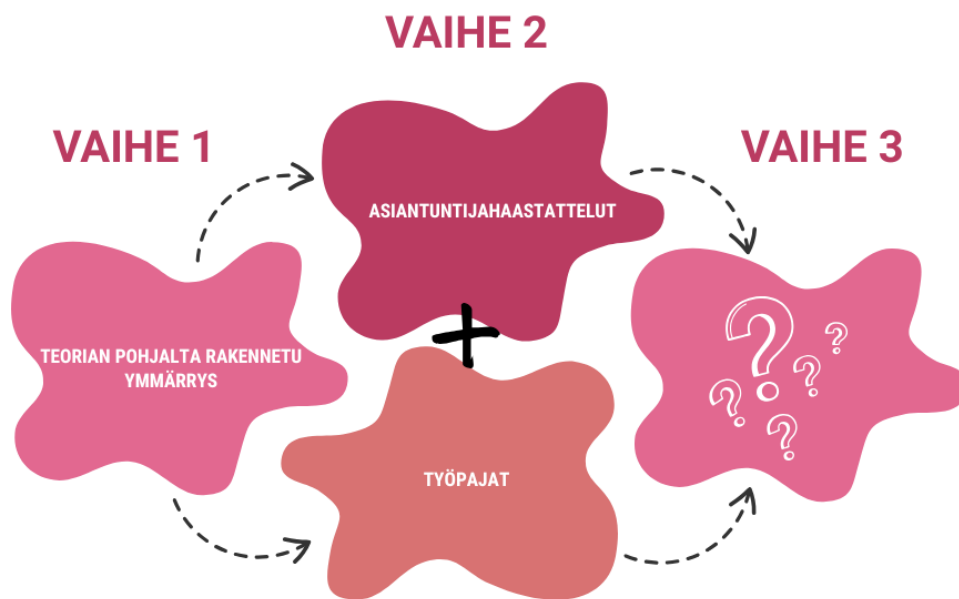 VAIHE 1
TEORIAN POHJALTA RAKENNETU
YMMÄRRYS
VAIHE 2
ASIANTUNTIJAHAASTATTELUT
+
TYÖPAJAT
VAIHE 3
? ? ? ? ?